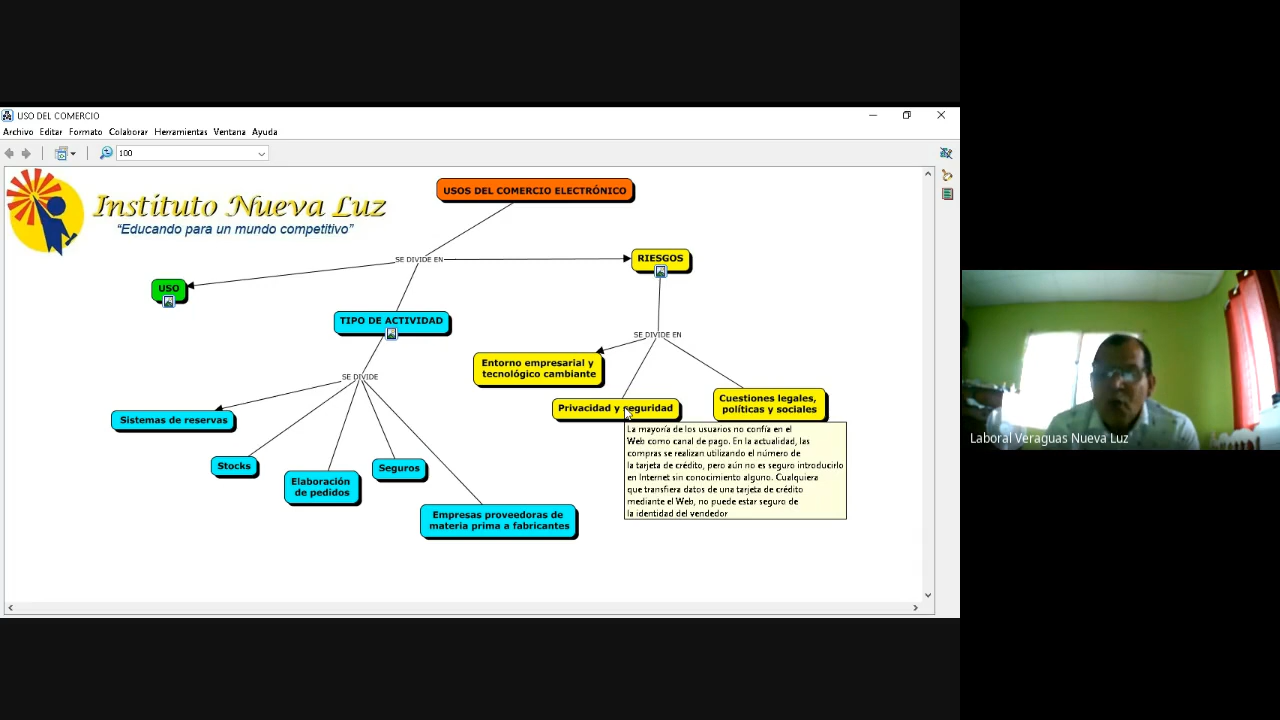 USO DEL COMERCIO
Archivo Editar Formato Colaborar Herramientas Ventana Ayuda
100
Instituto Nueva Luz
“Educando para un mundo competitivo”
USOS DEL COMERCIO ELECTRÓNICO
SE DIVIDE EN
RIESGOS
USO
TIPO DE ACTIVIDAD
SE DIVIDE EN
Entorno empresarial y
tecnológico cambiante
SE DIVIDE
Privacidad y seguridad
Cuestiones legales,
políticas y sociales
Sistemas de reservas
Stocks
Elaboración
de pedidos
Seguros
Empresas proveedoras de
materia prima a fabricantes
La mayoría de los usuarios no confía en el
Web como canal de pago. En la actualidad, las
compras se realizan utilizando el número de
la tarjeta de crédito, pero aún no es seguro introducirlo
en Internet sin conocimiento alguno. Cualquiera
que transfiera datos de una tarjeta de crédito
mediante el Web, no puede estar seguro de
la identidad del vendedor
Laboral Veraguas Nueva Luz